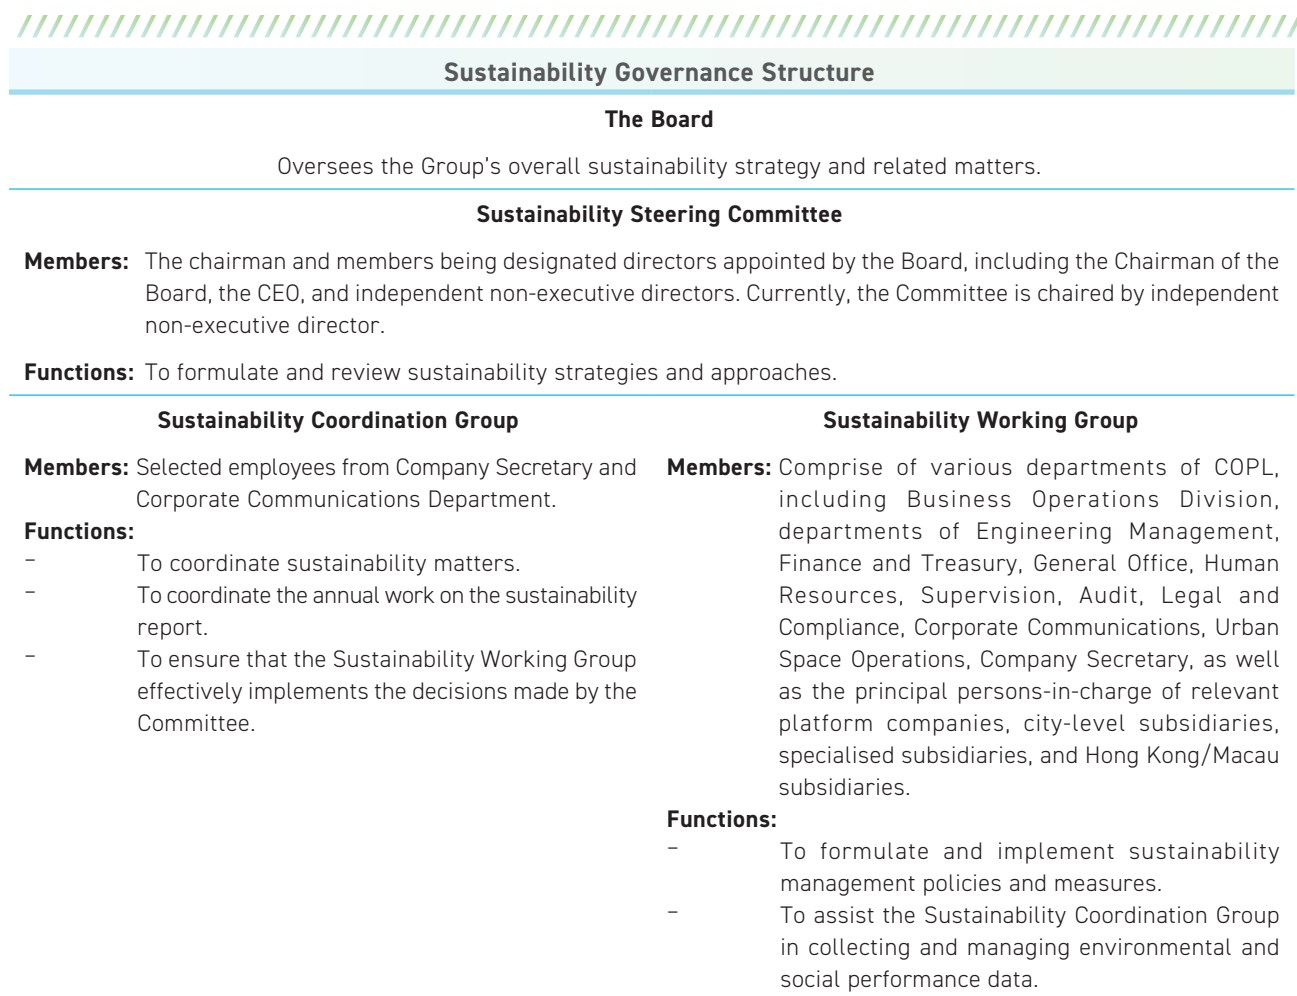 Sustainability Governance Structure
The Board
Oversees the Group's overall sustainability strategy and related matters.
Sustainability Steering Committee
Members: The chairman and members being designated directors appointed by the Board, including the Chairman of the
Board, the CEO, and independent non-executive directors. Currently, the Committee is chaired by independent
non-executive director.
Functions: To formulate and review sustainability strategies and approaches.
Sustainability Coordination Group
Members: Selected employees from Company Secretary and
Corporate Communications Department.
Functions:
– To coordinate sustainability matters.
– To coordinate the annual work on the sustainability
report.
– To ensure that the Sustainability Working Group
effectively implements the decisions made by the
Committee.
Sustainability Working Group
Members: Comprise of various departments of COPL,
including Business Operations Division,
departments of Engineering Management,
Finance and Treasury, General Office, Human
Resources, Supervision, Audit, Legal and
Compliance, Corporate Communications, Urban
Space Operations, Company Secretary, as well
as the principal persons-in-charge of relevant
platform companies, city-level subsidiaries,
specialised subsidiaries, and Hong Kong/Macau
subsidiaries.
Functions:
– To formulate and implement sustainability
management policies and measures.
– To assist the Sustainability Coordination Group
in collecting and managing environmental and
social performance data.